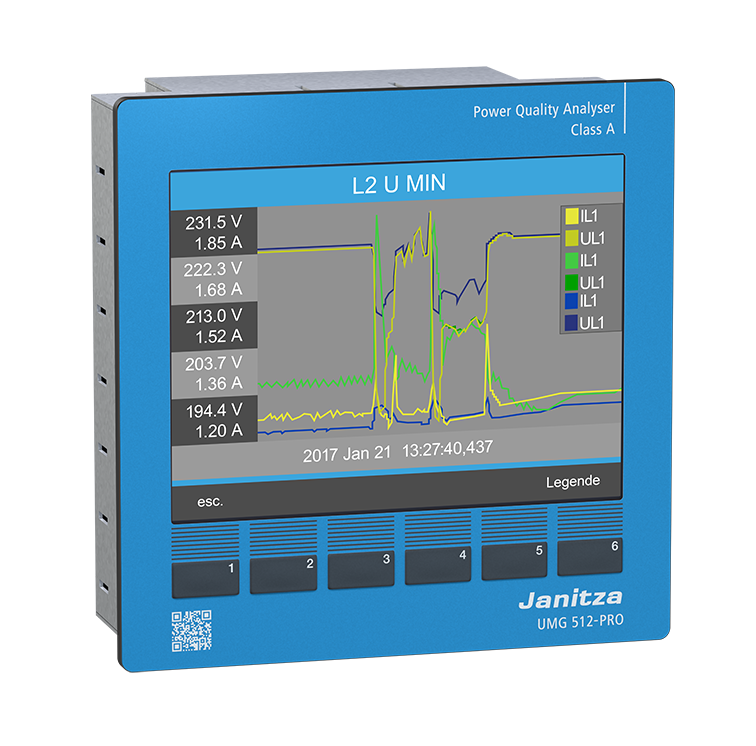 Power Quality Analyser
Class A
L2 U MIN
231.5 V
1.85 A
222.3 V
1.68 A
213.0 V
1.52 A
203.7 V
1.36 A
194.4 V
1.20 A
IL1
UL1
IL1
UL1
IL1
UL1
2017 Jan 21 13:27:40,437
esc.
Legende
1
2
3
4
5
6
Janitza
UMG 512-PRO